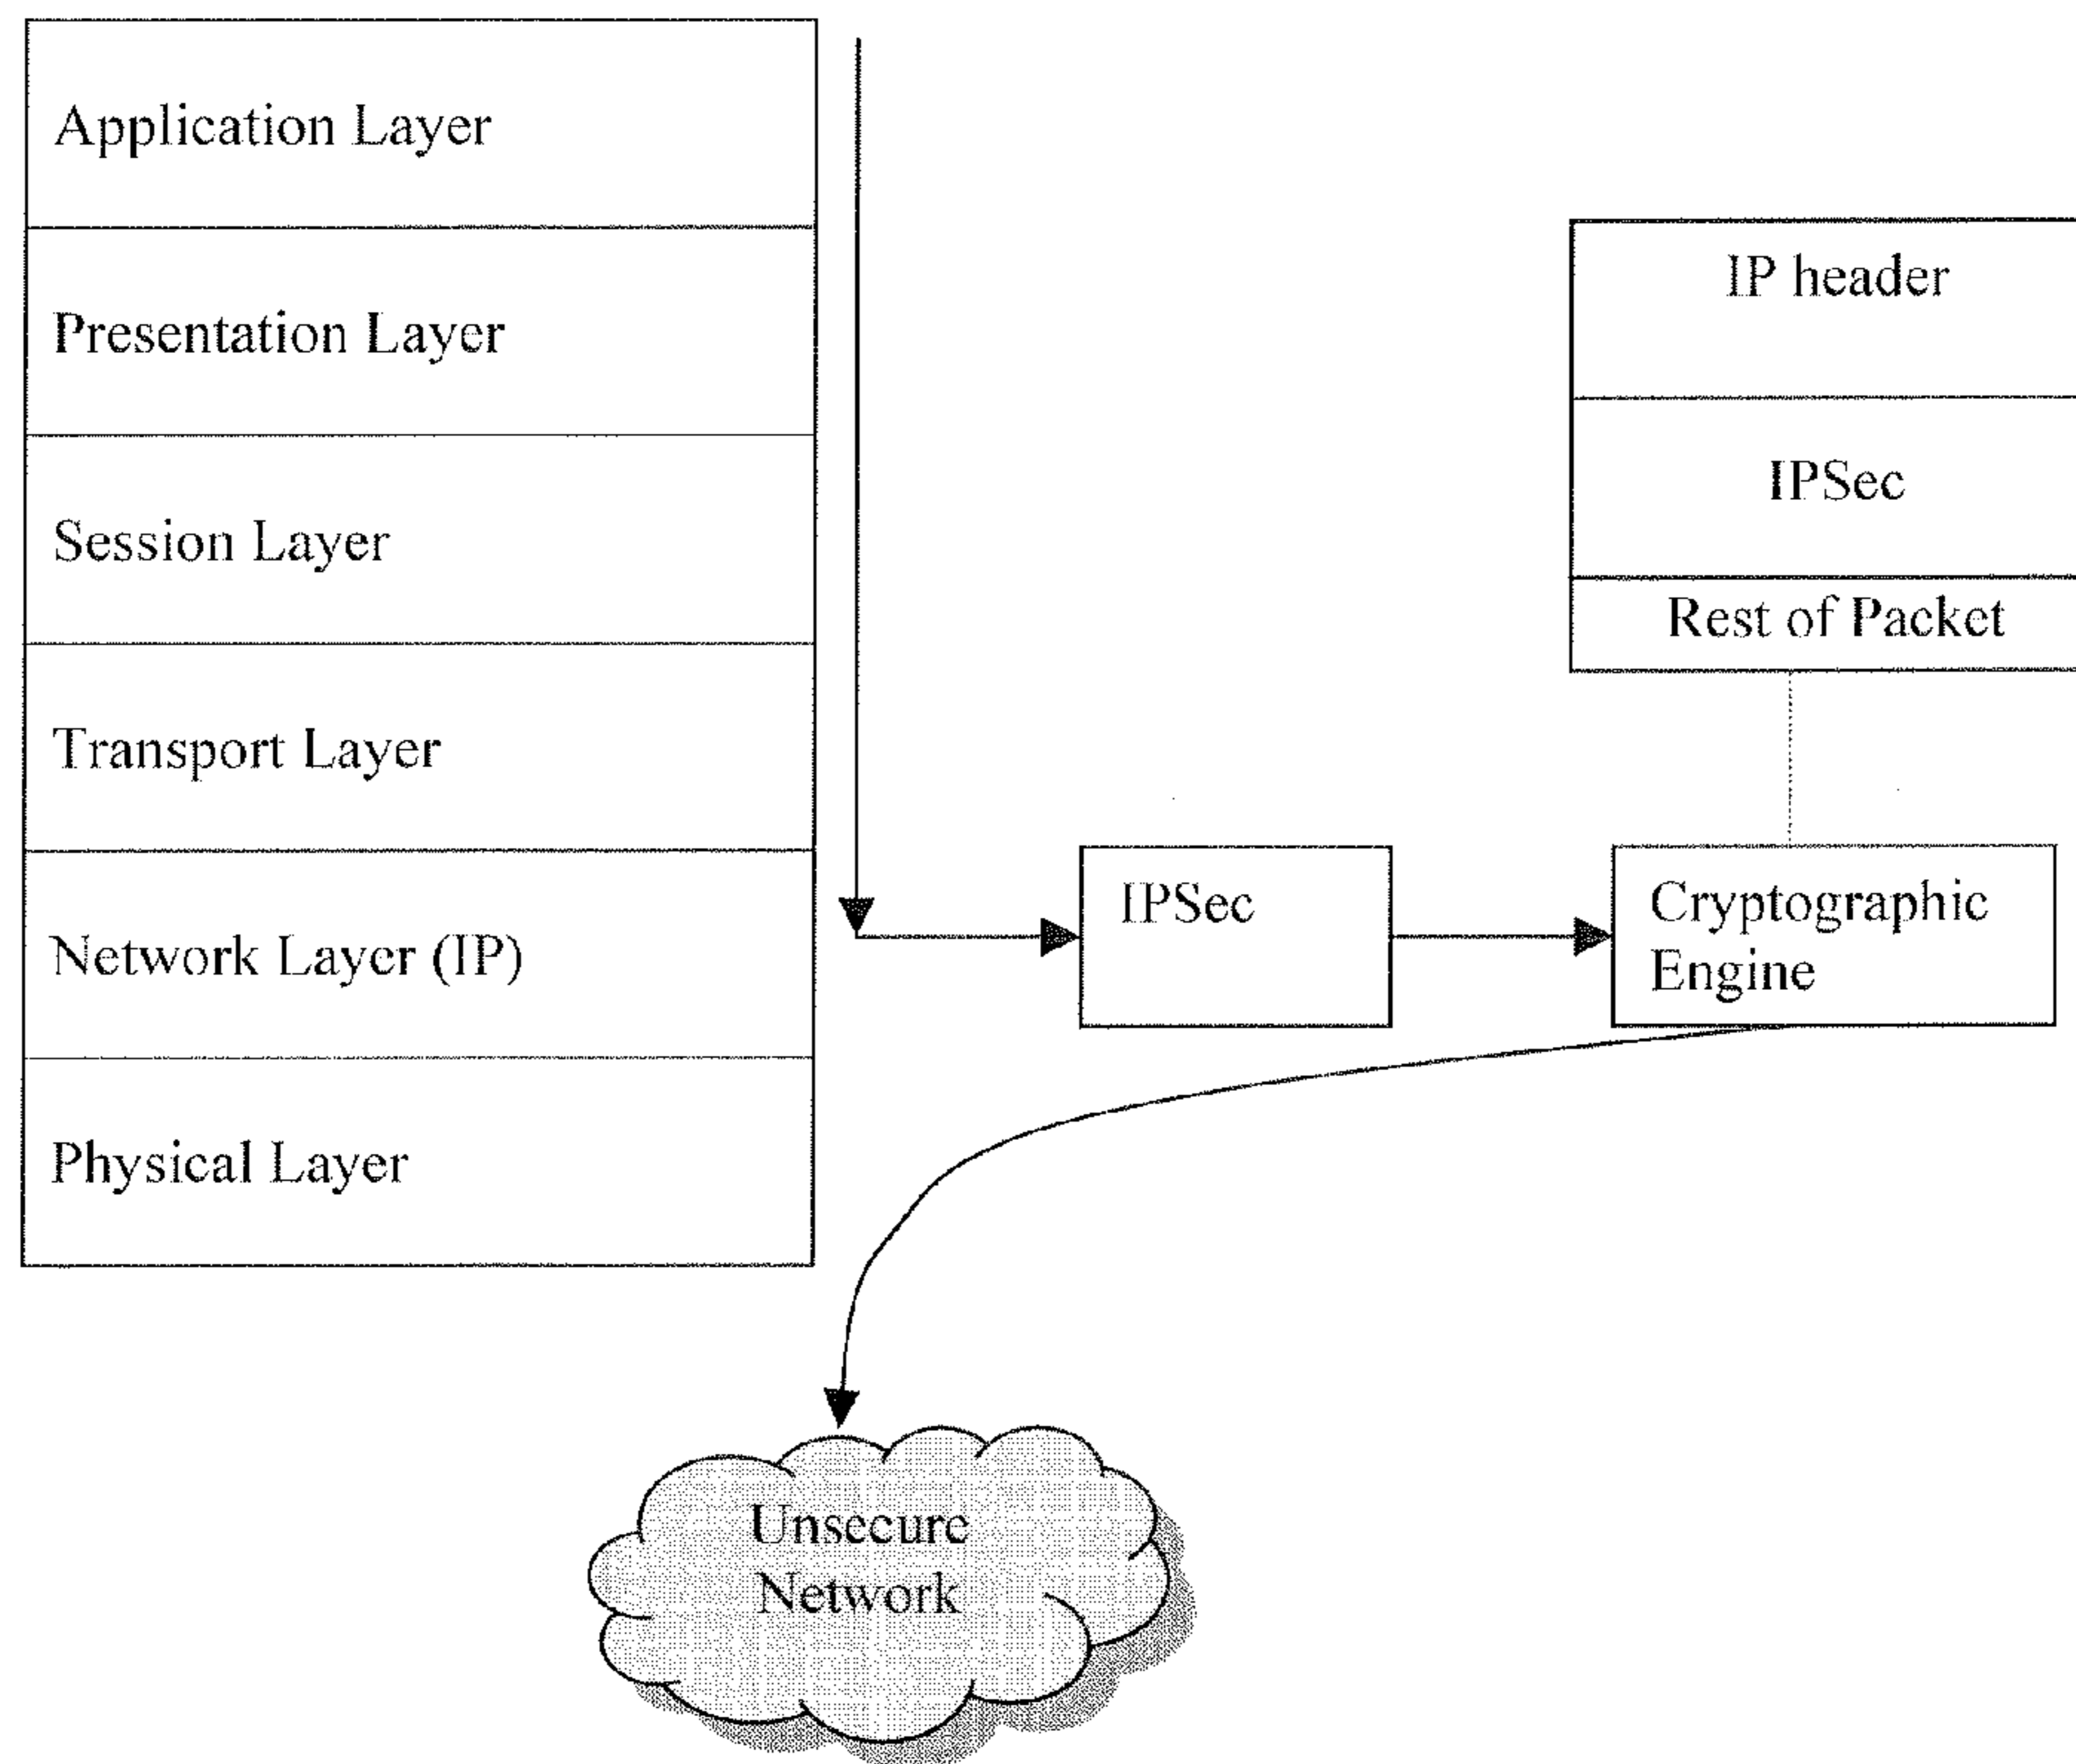 Application Layer
Presentation Layer
Session Layer
Transport Layer
Network Layer (IP)
Physical Layer
IP header
IPSec
Rest of Packet
IPSec
Cryptographic
Engine
Unsecure
Network